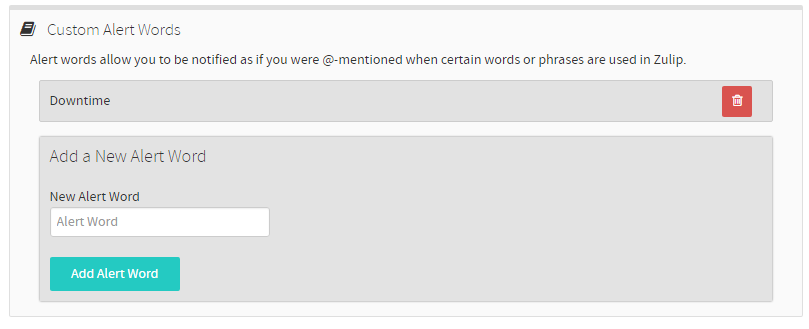 Custom Alert Words
Alert words allow you to be notified as if you were @-mentioned when certain words or phrases are used in Zulip.
Downtime
Add a New Alert Word
New Alert Word
Alert Word
Add Alert Word